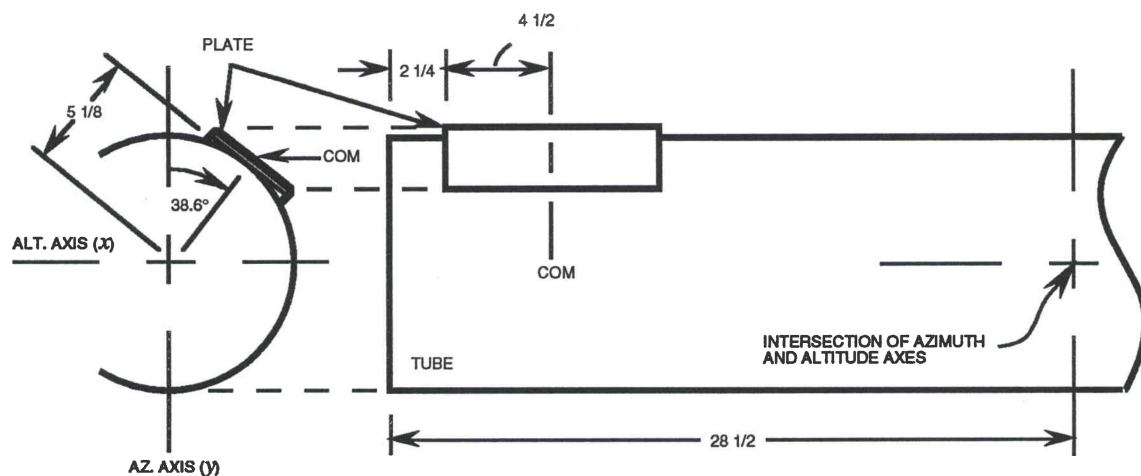 4 1/2
PLATE
2 1/4
5 1/8
COM
38.6°
ALT. AXIS (x)
COM
INTERSECTION OF AZIMUTH
AND ALTITUDE AXES
TUBE
28 1/2
AZ. AXIS (y)